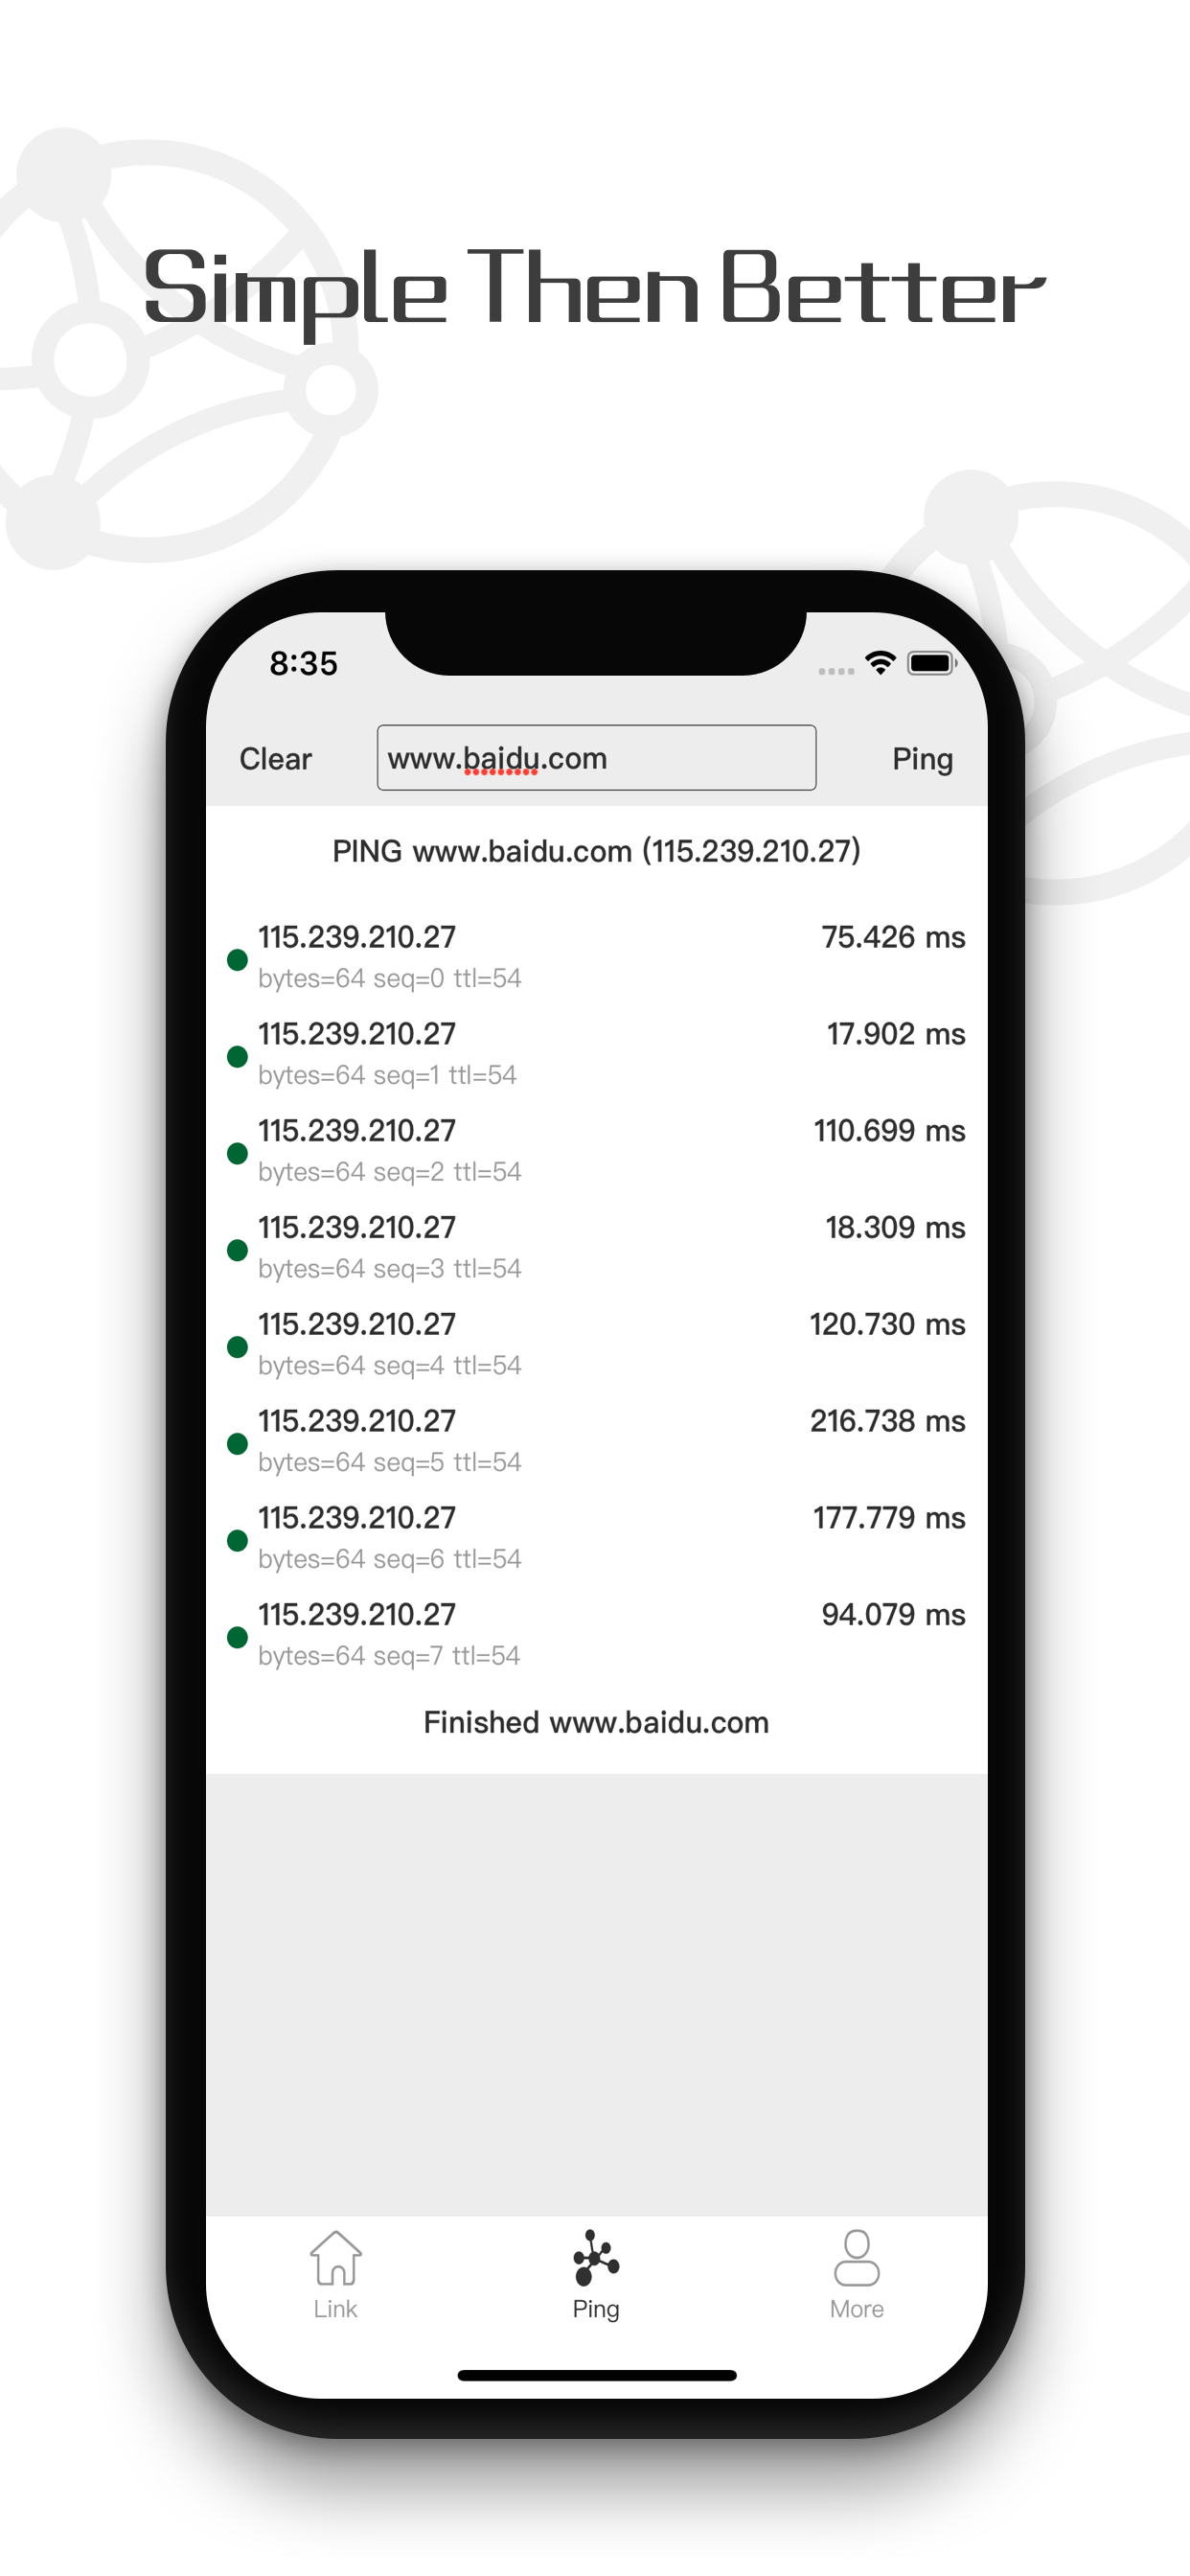 Simple Then Better
8:35
Clear
www.baidu.com
Ping
PING www.baidu.com (115.239.210.27)
115.239.210.27 75.426 ms
bytes=64 seq=0 ttl=54
115.239.210.27 17.902 ms
bytes=64 seq=1 ttl=54
115.239.210.27 110.699 ms
bytes=64 seq=2 ttl=54
115.239.210.27 18.309 ms
bytes=64 seq=3 ttl=54
115.239.210.27 120.730 ms
bytes=64 seq=4 ttl=54
115.239.210.27 216.738 ms
bytes=64 seq=5 ttl=54
115.239.210.27 177.779 ms
bytes=64 seq=6 ttl=54
115.239.210.27 94.079 ms
bytes=64 seq=7 ttl=54
Finished www.baidu.com
Link
Ping
More